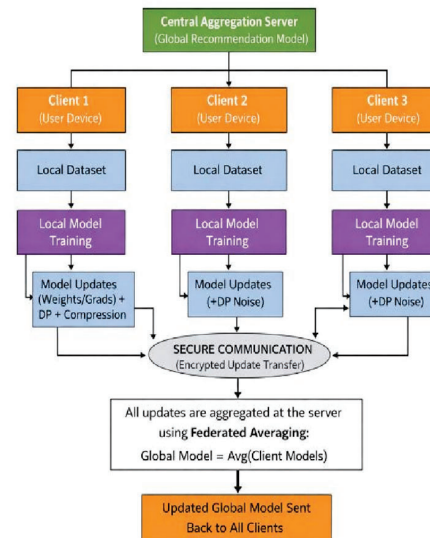 Central Aggregation Server
(Global Recommendation Model)
Client 1
(User Device)
Client 2
(User Device)
Client 3
(User Device)
Local Dataset
Local Dataset
Local Dataset
Local Model
Training
Local Model
Training
Local Model
Training
Model Updates
(Weights/Grads) +
DP + Compression
Model Updates
(+DP Noise)
Model Updates
(+DP Noise)
SECURE COMMUNICATION
(Encrypted Update Transfer)
All updates are aggregated at the server
using Federated Averaging:
Global Model = Avg(Client Models)
Updated Global Model Sent
Back to All Clients